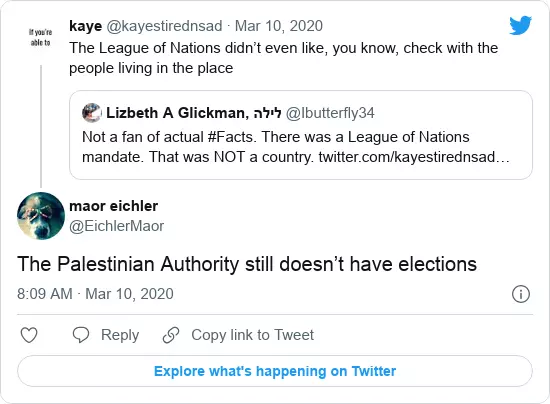 If you're
able to
kaye @kayestirednsad · Mar 10, 2020
The League of Nations didn’t even like, you know, check with the
people living in the place
Lizbeth A Glickman, לילה @lbutterfly34
Not a fan of actual #Facts. There was a League of Nations
mandate. That was NOT a country. twitter.com/kayestirednsad…
maor eichler
@EichlerMaor
The Palestinian Authority still doesn’t have elections
8:09 AM · Mar 10, 2020
Reply
Copy link to Tweet
Explore what's happening on Twitter